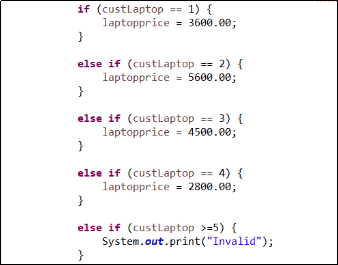 if (custLaptop == 1) {
laptopprice = 3600.00;
}
else if (custLaptop == 2) {
laptopprice = 5600.00;
}
else if (custLaptop == 3) {
laptopprice = 4500.00;
}
else if (custLaptop == 4) {
laptopprice = 2800.00;
}
else if (custLaptop >=5) {
System.out.print("Invalid");
}